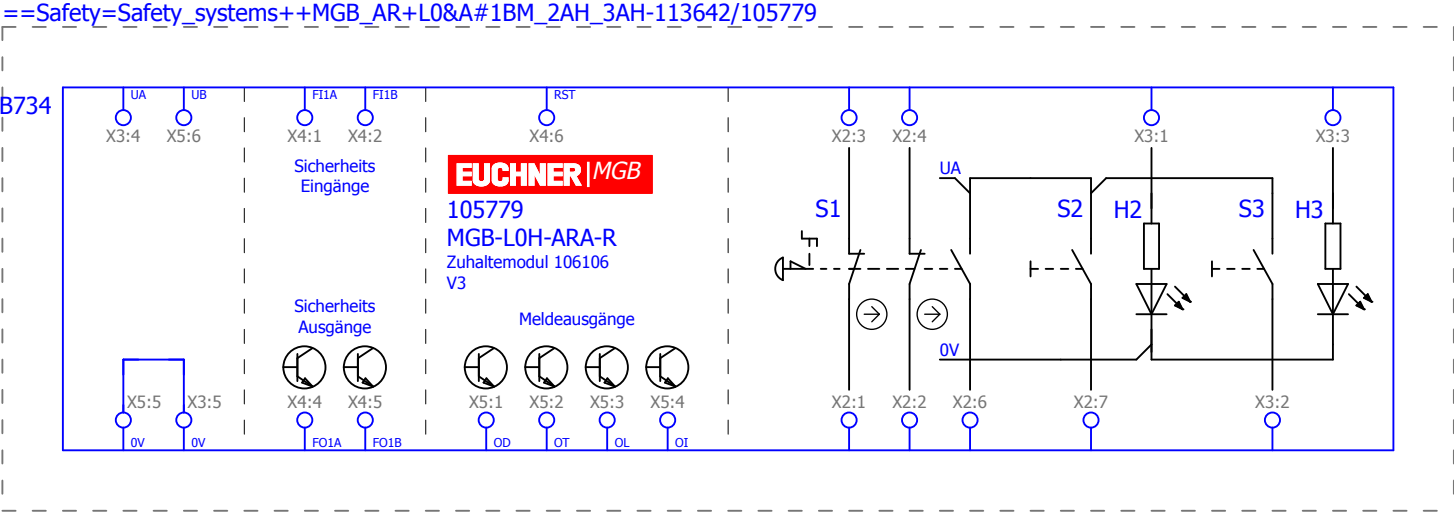 ==Safety=Safety_systems++MGB_AR+L0&A#1BM_2AH_3AH-113642/105779
B734
UA UB FI1A FI1B RST
X3:4 X5:6 X4:1 X4:2 X4:6 X2:3 X2:4 X3:1 X3:3
Sicherheits
Eingänge
EUCHNER MGB
105779
MGB-L0H-ARA-R
Zuhaltemodul 106106
V3
UA
S1 S2 H2 S3 H3
Sicherheits
Ausgänge
Meldeausgänge
0V
X5:5 X3:5 X4:4 X4:5 X5:1 X5:2 X5:3 X5:4 X2:1 X2:2 X2:6 X2:7 X3:2
0V 0V FO1A FO1B OD OT OL OI